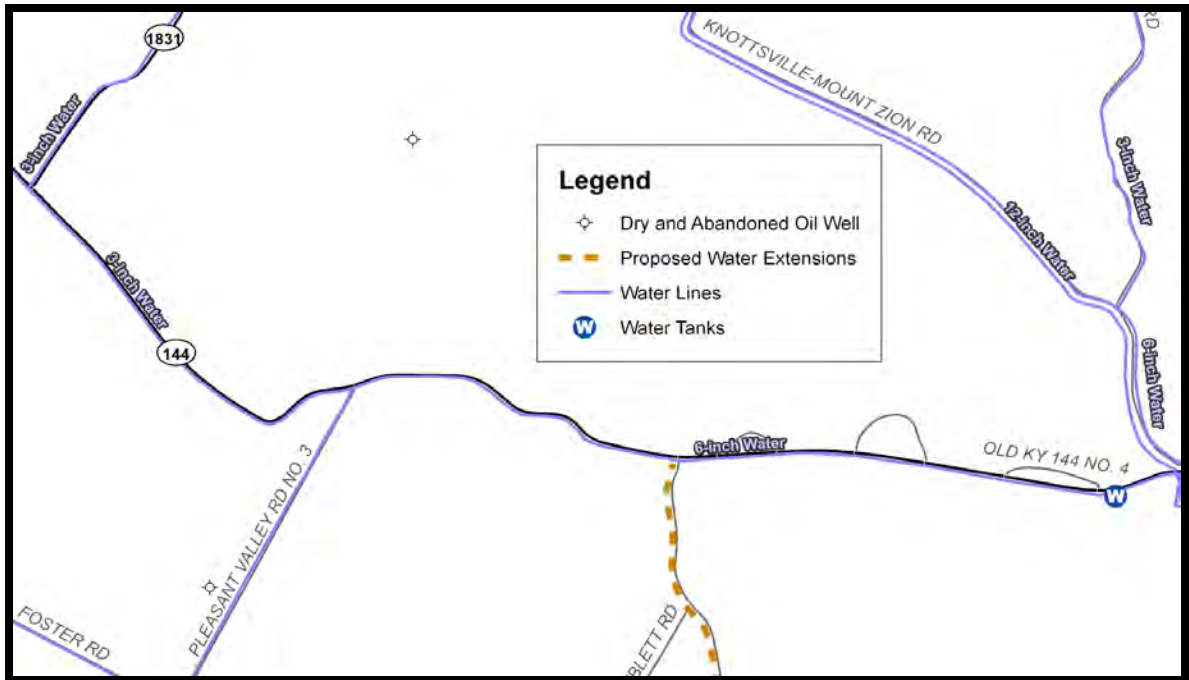 1831
KNOTTSVILLE-MOUNT ZION RD
RD
3-inch Water
3-inch Water
Legend
Dry and Abandoned Oil Well
Proposed Water Extensions
Water Lines
W Water Tanks
12-inch Water
3-inch Water
144
6-inch Water
6-inch Water
OLD KY 144 NO. 4
W
PLEASANT VALLEY RD NO. 3
FOSTER RD
BLETT RD